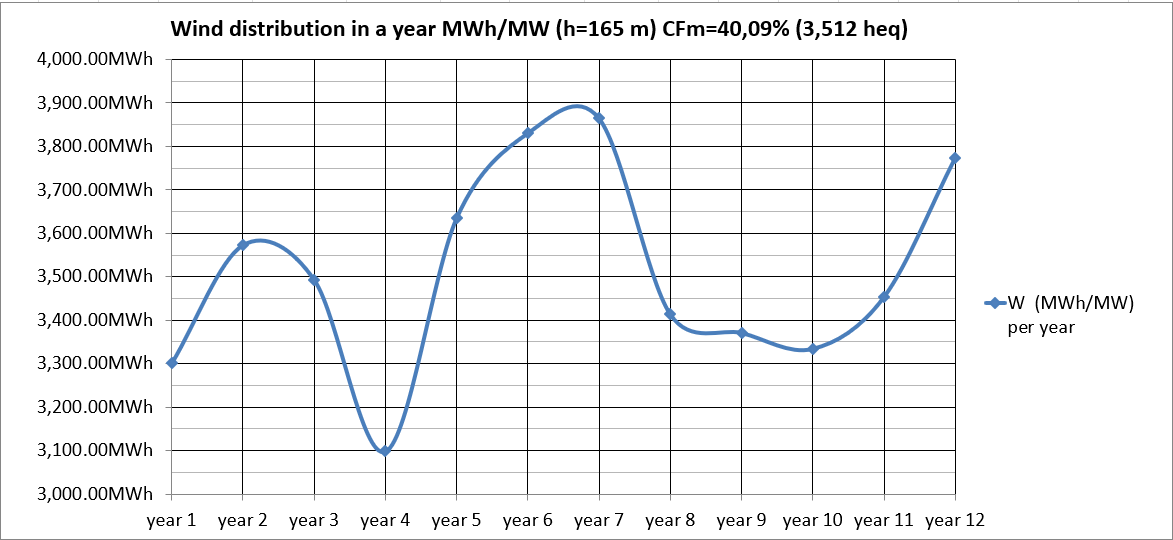 Wind distribution in a year MWh/MW (h=165 m) CFm=40,09% (3,512 heq)
4,000.00MWh
3,900.00MWh
3,800.00MWh
3,700.00MWh
3,600.00MWh
3,500.00MWh
3,400.00MWh
3,300.00MWh
3,200.00MWh
3,100.00MWh
3,000.00MWh
year 1 year 2 year 3 year 4 year 5 year 6 year 7 year 8 year 9 year 10 year 11 year 12
W (MWh/MW)
per year